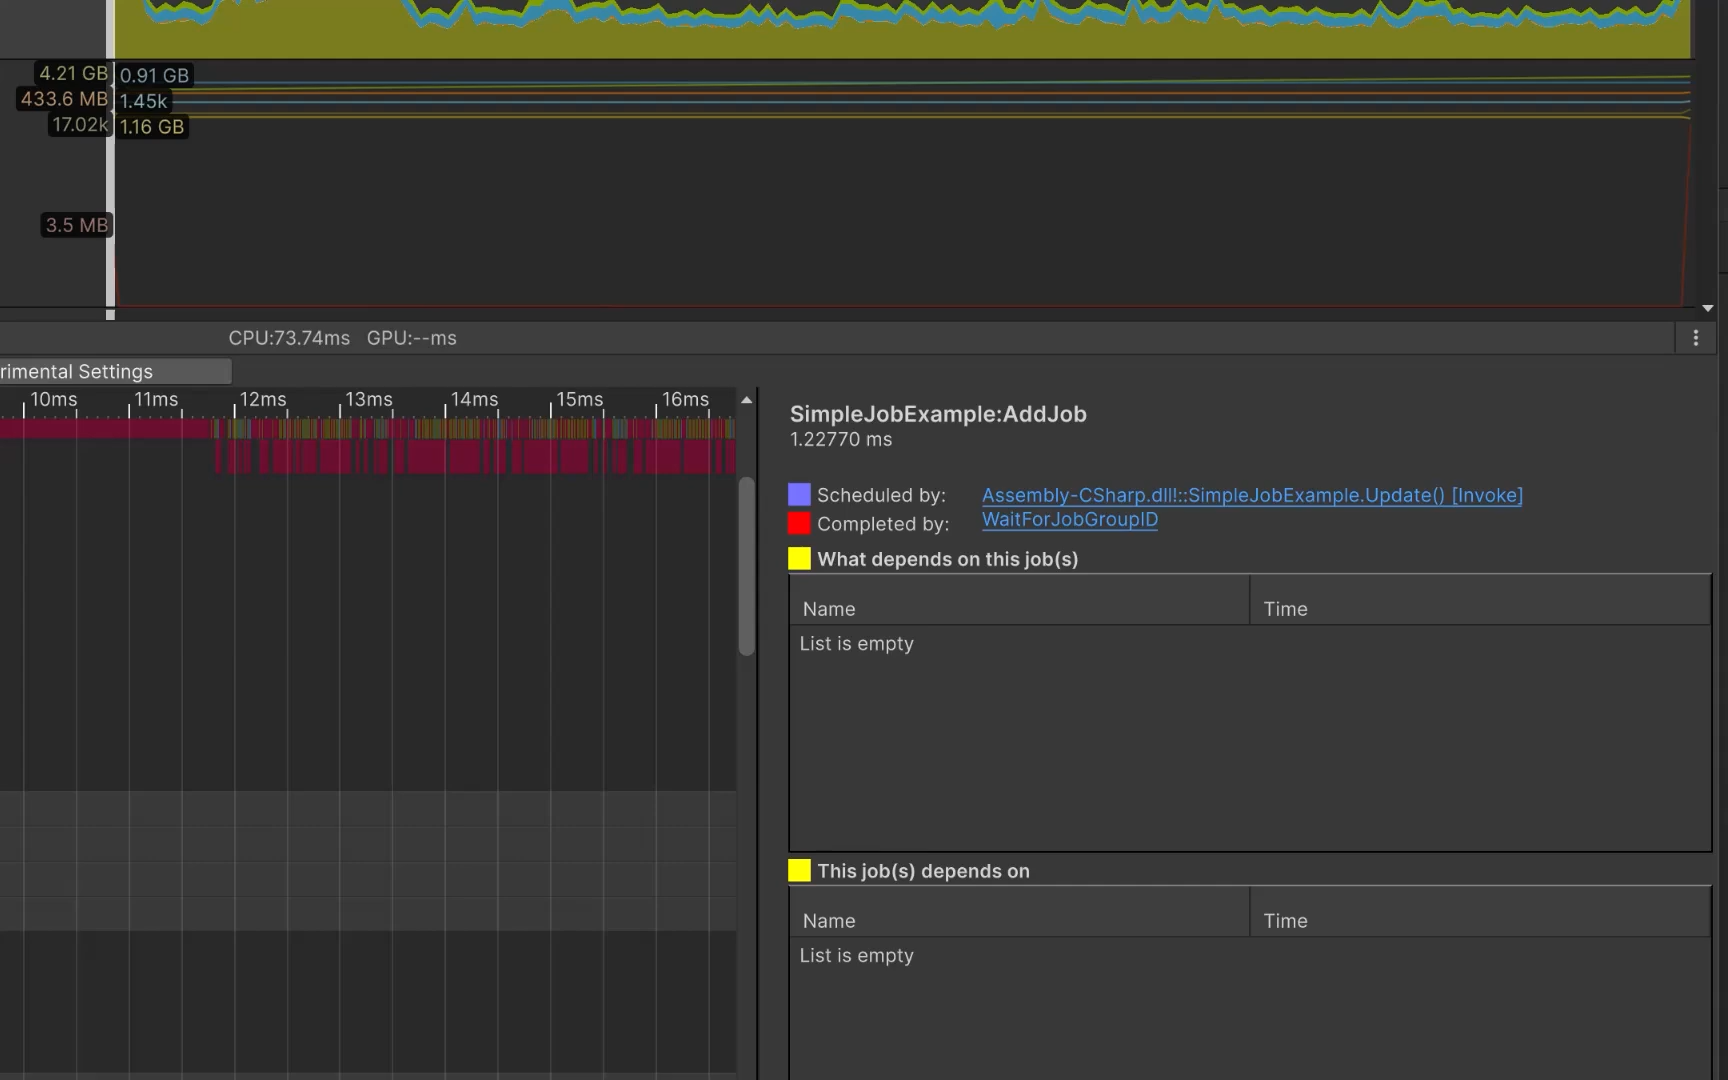 4.21 GB 0.91 GB
433.6 MB 1.45k
17.02k 1.16 GB
3.5 MB
CPU:73.74ms GPU:--ms
rimental Settings
10ms 11ms 12ms 13ms 14ms 15ms 16ms
SimpleJobExample:AddJob
1.22770 ms
Scheduled by: Assembly-CSharp.dll!::SimpleJobExample.Update() [Invoke]
Completed by: WaitForJobGroupID
What depends on this job(s)
Name Time
List is empty
This job(s) depends on
Name Time
List is empty